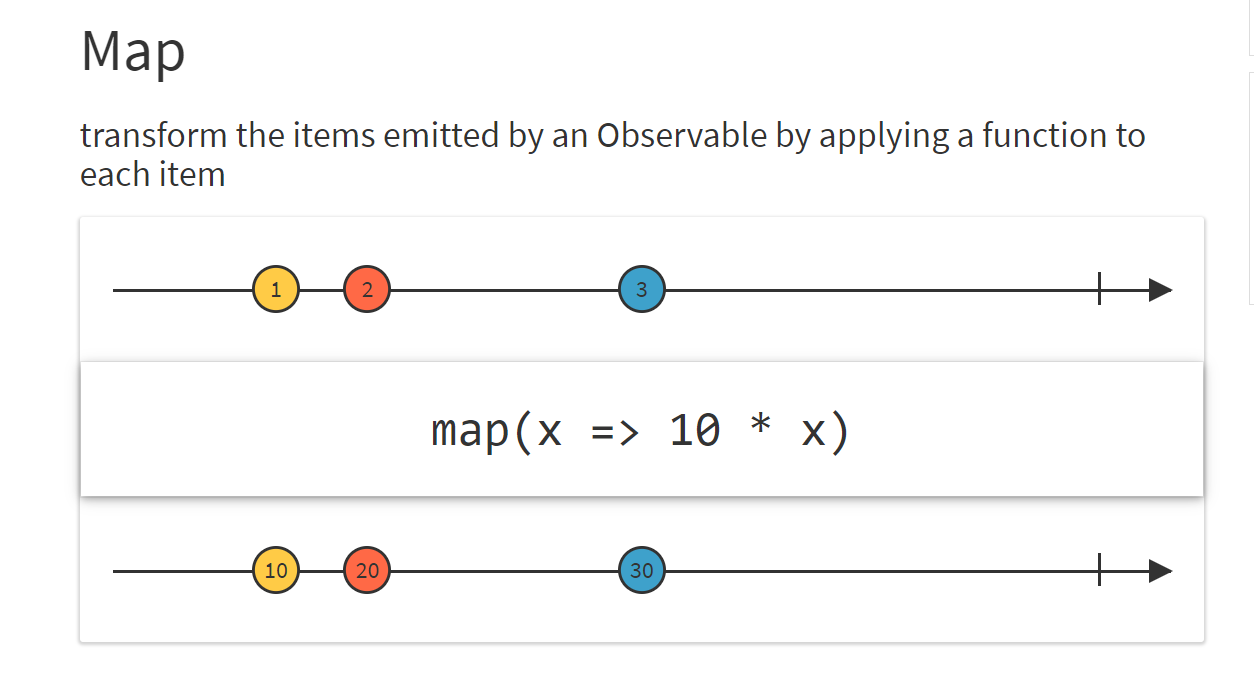 Map
transform the items emitted by an Observable by applying a function to
each item
1 2 3
map(x => 10 * x)
10 20 30